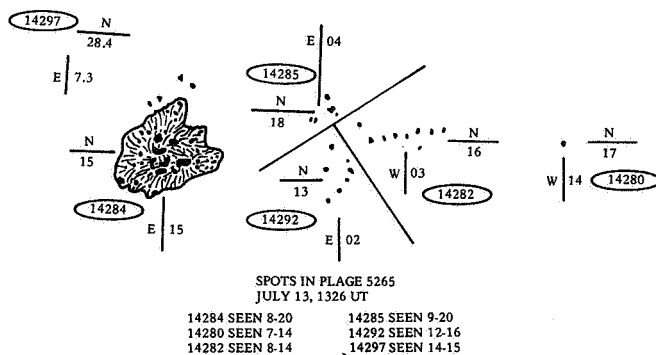 14297
N
28.4
E 7.3
E 04
14285
N
18
N
15
N
16
N
17
N
13
W 03
W 14
14280
14282
14284
14292
E 15
E 02
SPOTS IN PLAGE 5265
JULY 13, 1326 UT
14284 SEEN 8-20 14285 SEEN 9-20
14280 SEEN 7-14 14292 SEEN 12-16
14282 SEEN 8-14 14297 SEEN 14-15